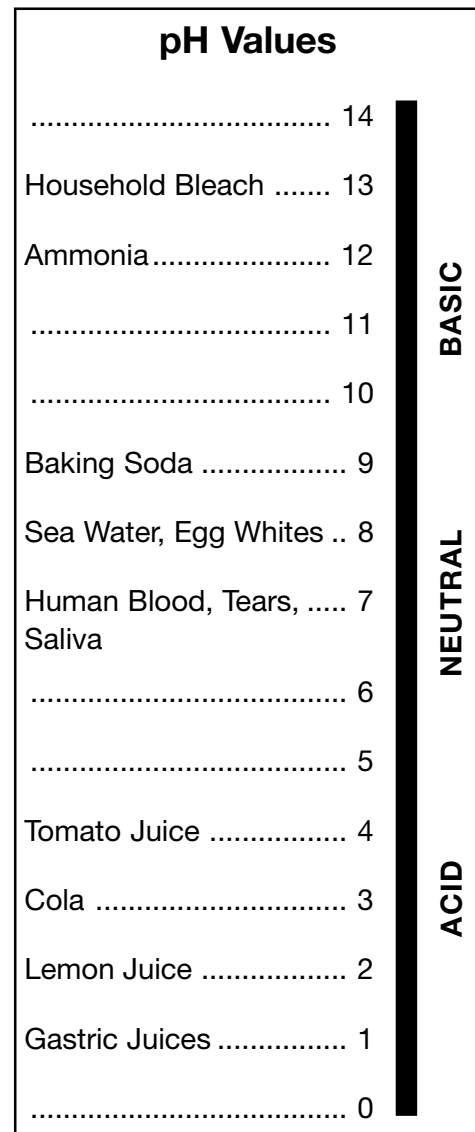 pH Values
..................................... 14
Household Bleach ....... 13
Ammonia...................... 12
..................................... 11
..................................... 10
Baking Soda .................. 9
Sea Water, Egg Whites .. 8
Human Blood, Tears, ..... 7
Saliva
....................................... 6
....................................... 5
Tomato Juice ................. 4
Cola ............................... 3
Lemon Juice .................. 2
Gastric Juices ................ 1
....................................... 0
BASIC
NEUTRAL
ACID